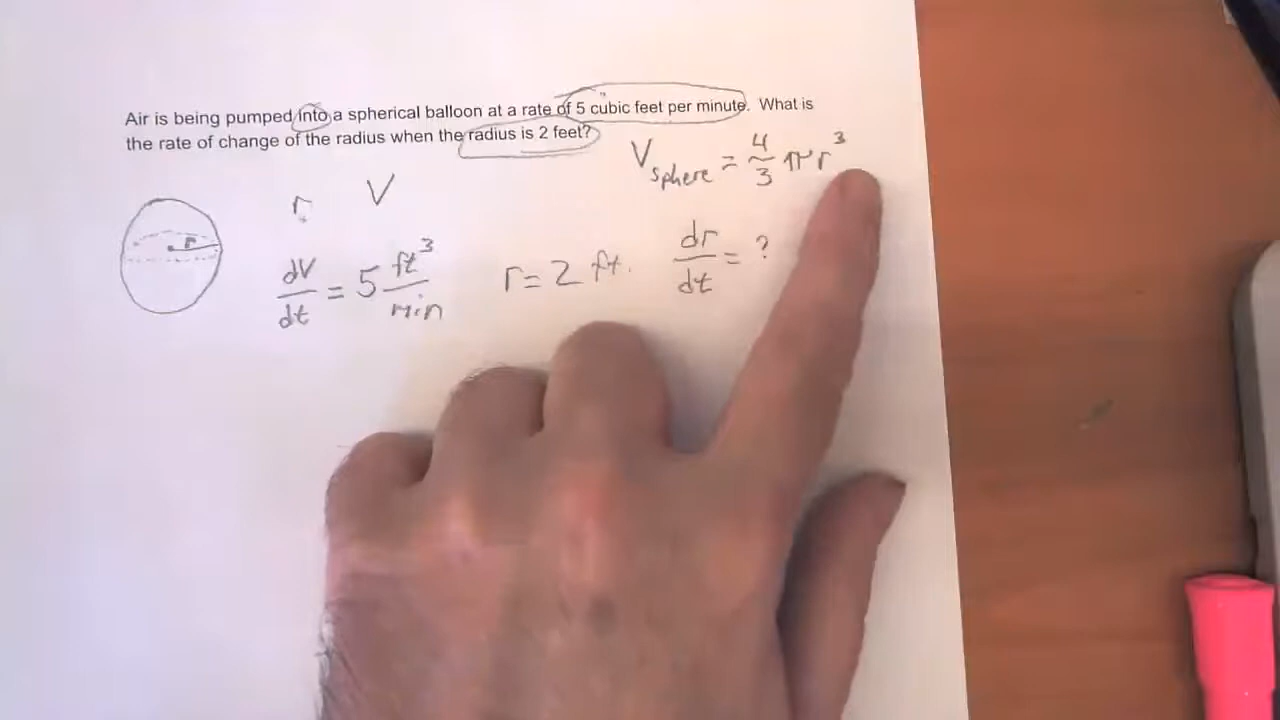 Air is being pumped into a spherical balloon at a rate of 5 cubic feet per minute. What is
the rate of change of the radius when the radius is 2 feet?
V sphere = 4/3 πr³
r V
r
dV/dt = 5 ft³/min r = 2 ft. dr/dt = ?